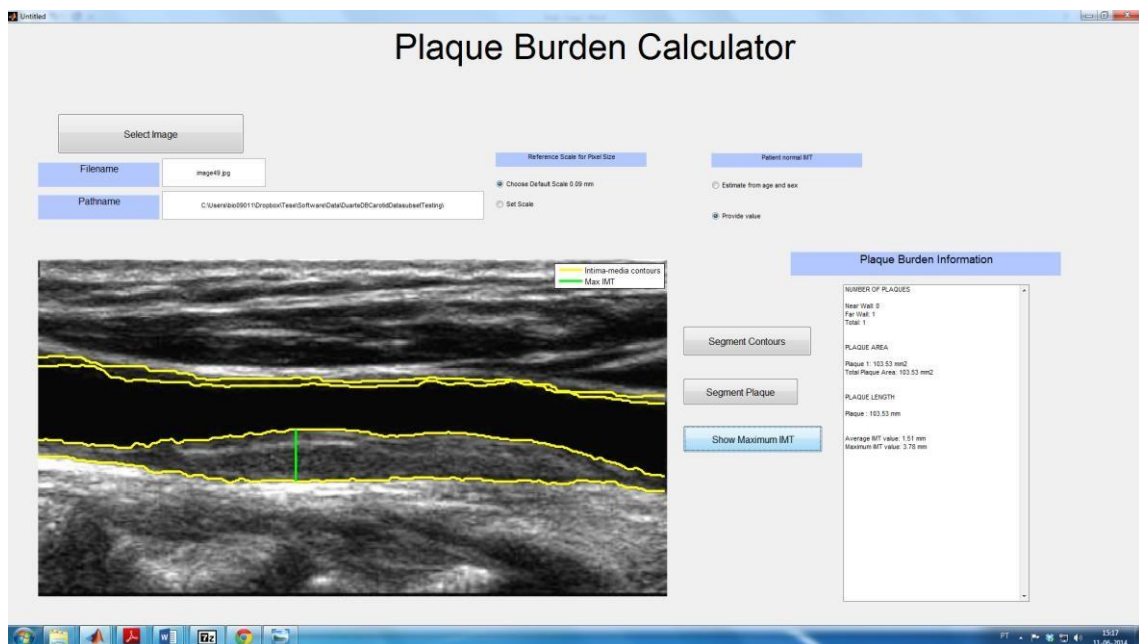 Untitled
Plaque Burden Calculator
Select Image
Filename
image49.jpg
Pathname
C:\Users\bio09011\Dropbox\Tese\Software\Data\DuarteDBCarotidDatasubsetTesting\
Reference Scale for Pixel Size
Choose Default Scale 0.09 mm
Set Scale
Patient normal IMT
Estimate from age and sex
Provide value
Intima-media contours
Max IMT
Segment Contours
Segment Plaque
Show Maximum IMT
Plaque Burden Information
NUMBER OF PLAQUES
Near Wall: 0
Far Wall: 1
Total: 1
PLAQUE AREA
Plaque 1: 103.53 mm2
Total Plaque Area: 103.53 mm2
PLAQUE LENGTH
Plaque : 103.53 mm
Average IMT value: 1.51 mm
Maximum IMT value: 3.78 mm
PT
15:17
11-06-2014